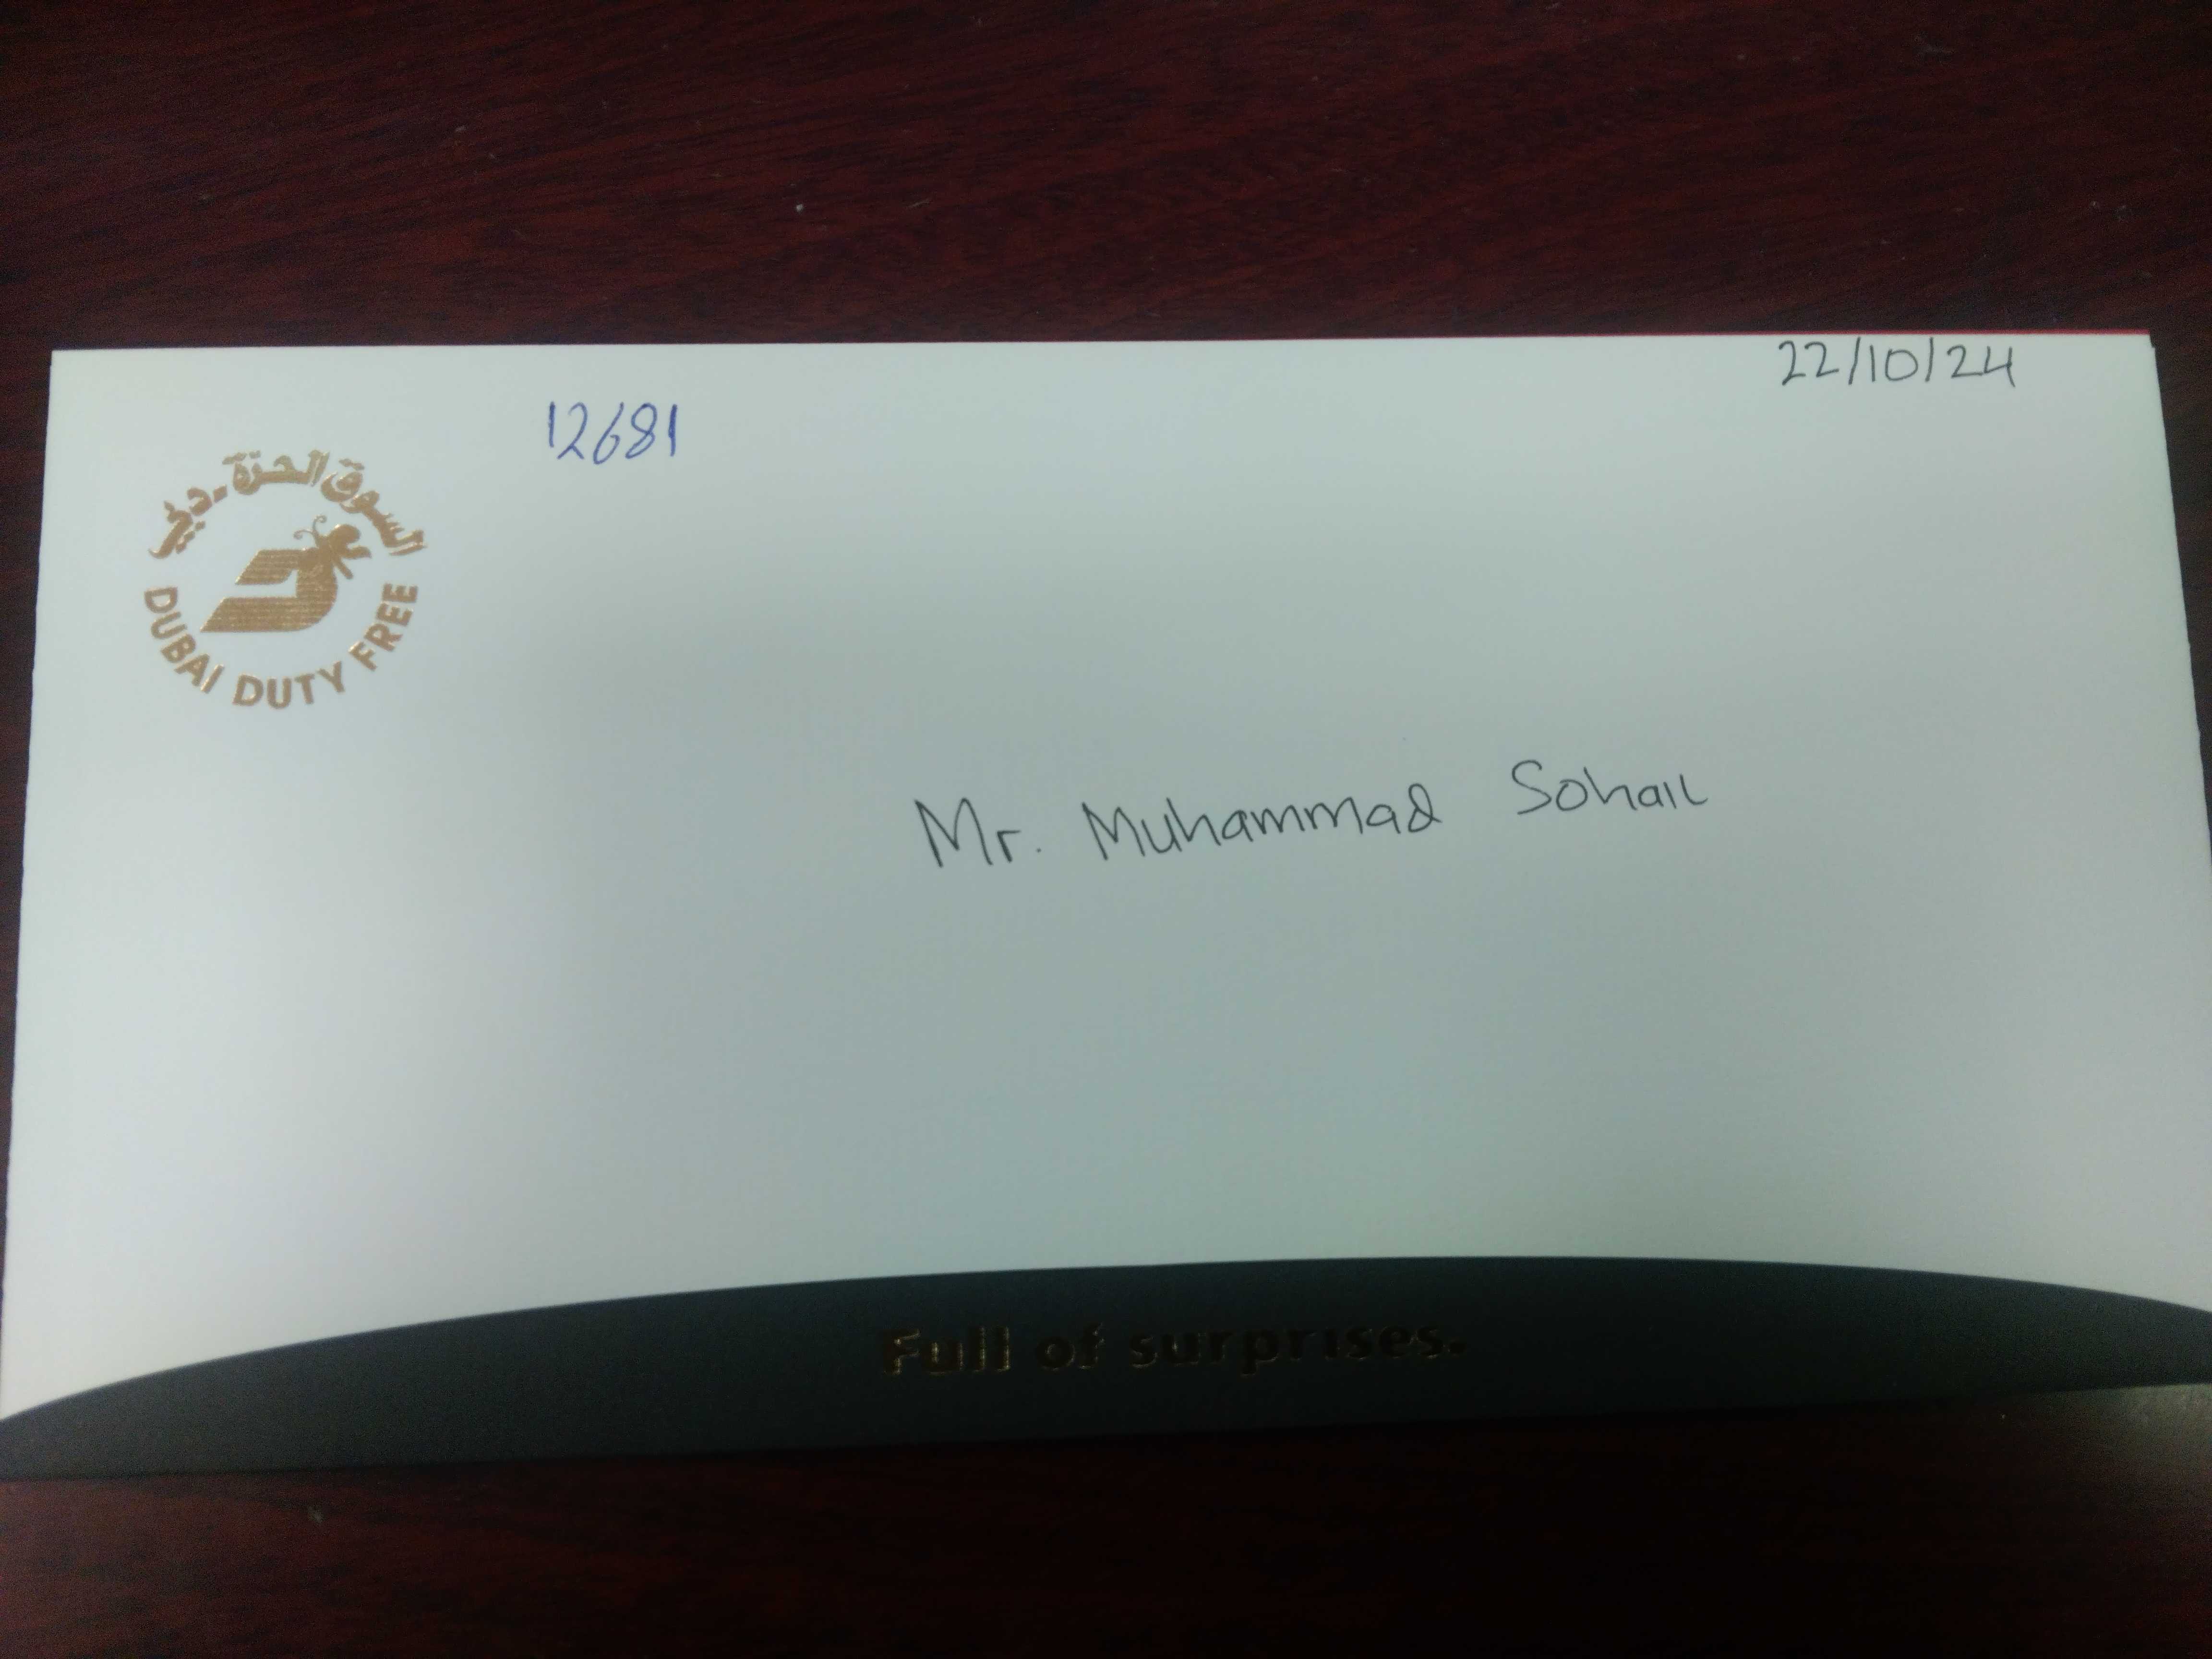 22/10/24
12681
السوق الحرة - دبي
DUBAI DUTY FREE
Mr. Muhammad Sohail
Full of surprises.